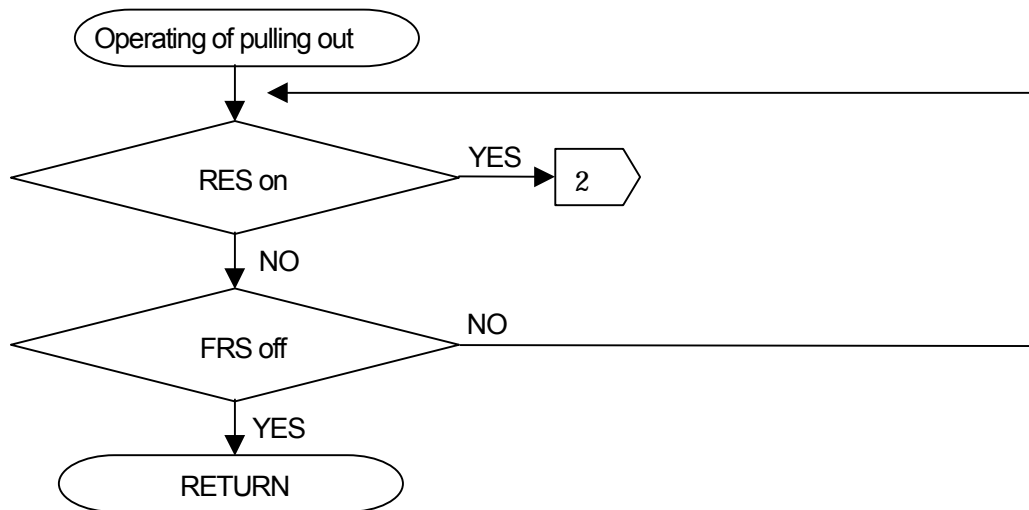 Operating of pulling out
RES on
YES
2
NO
FRS off
NO
YES
RETURN